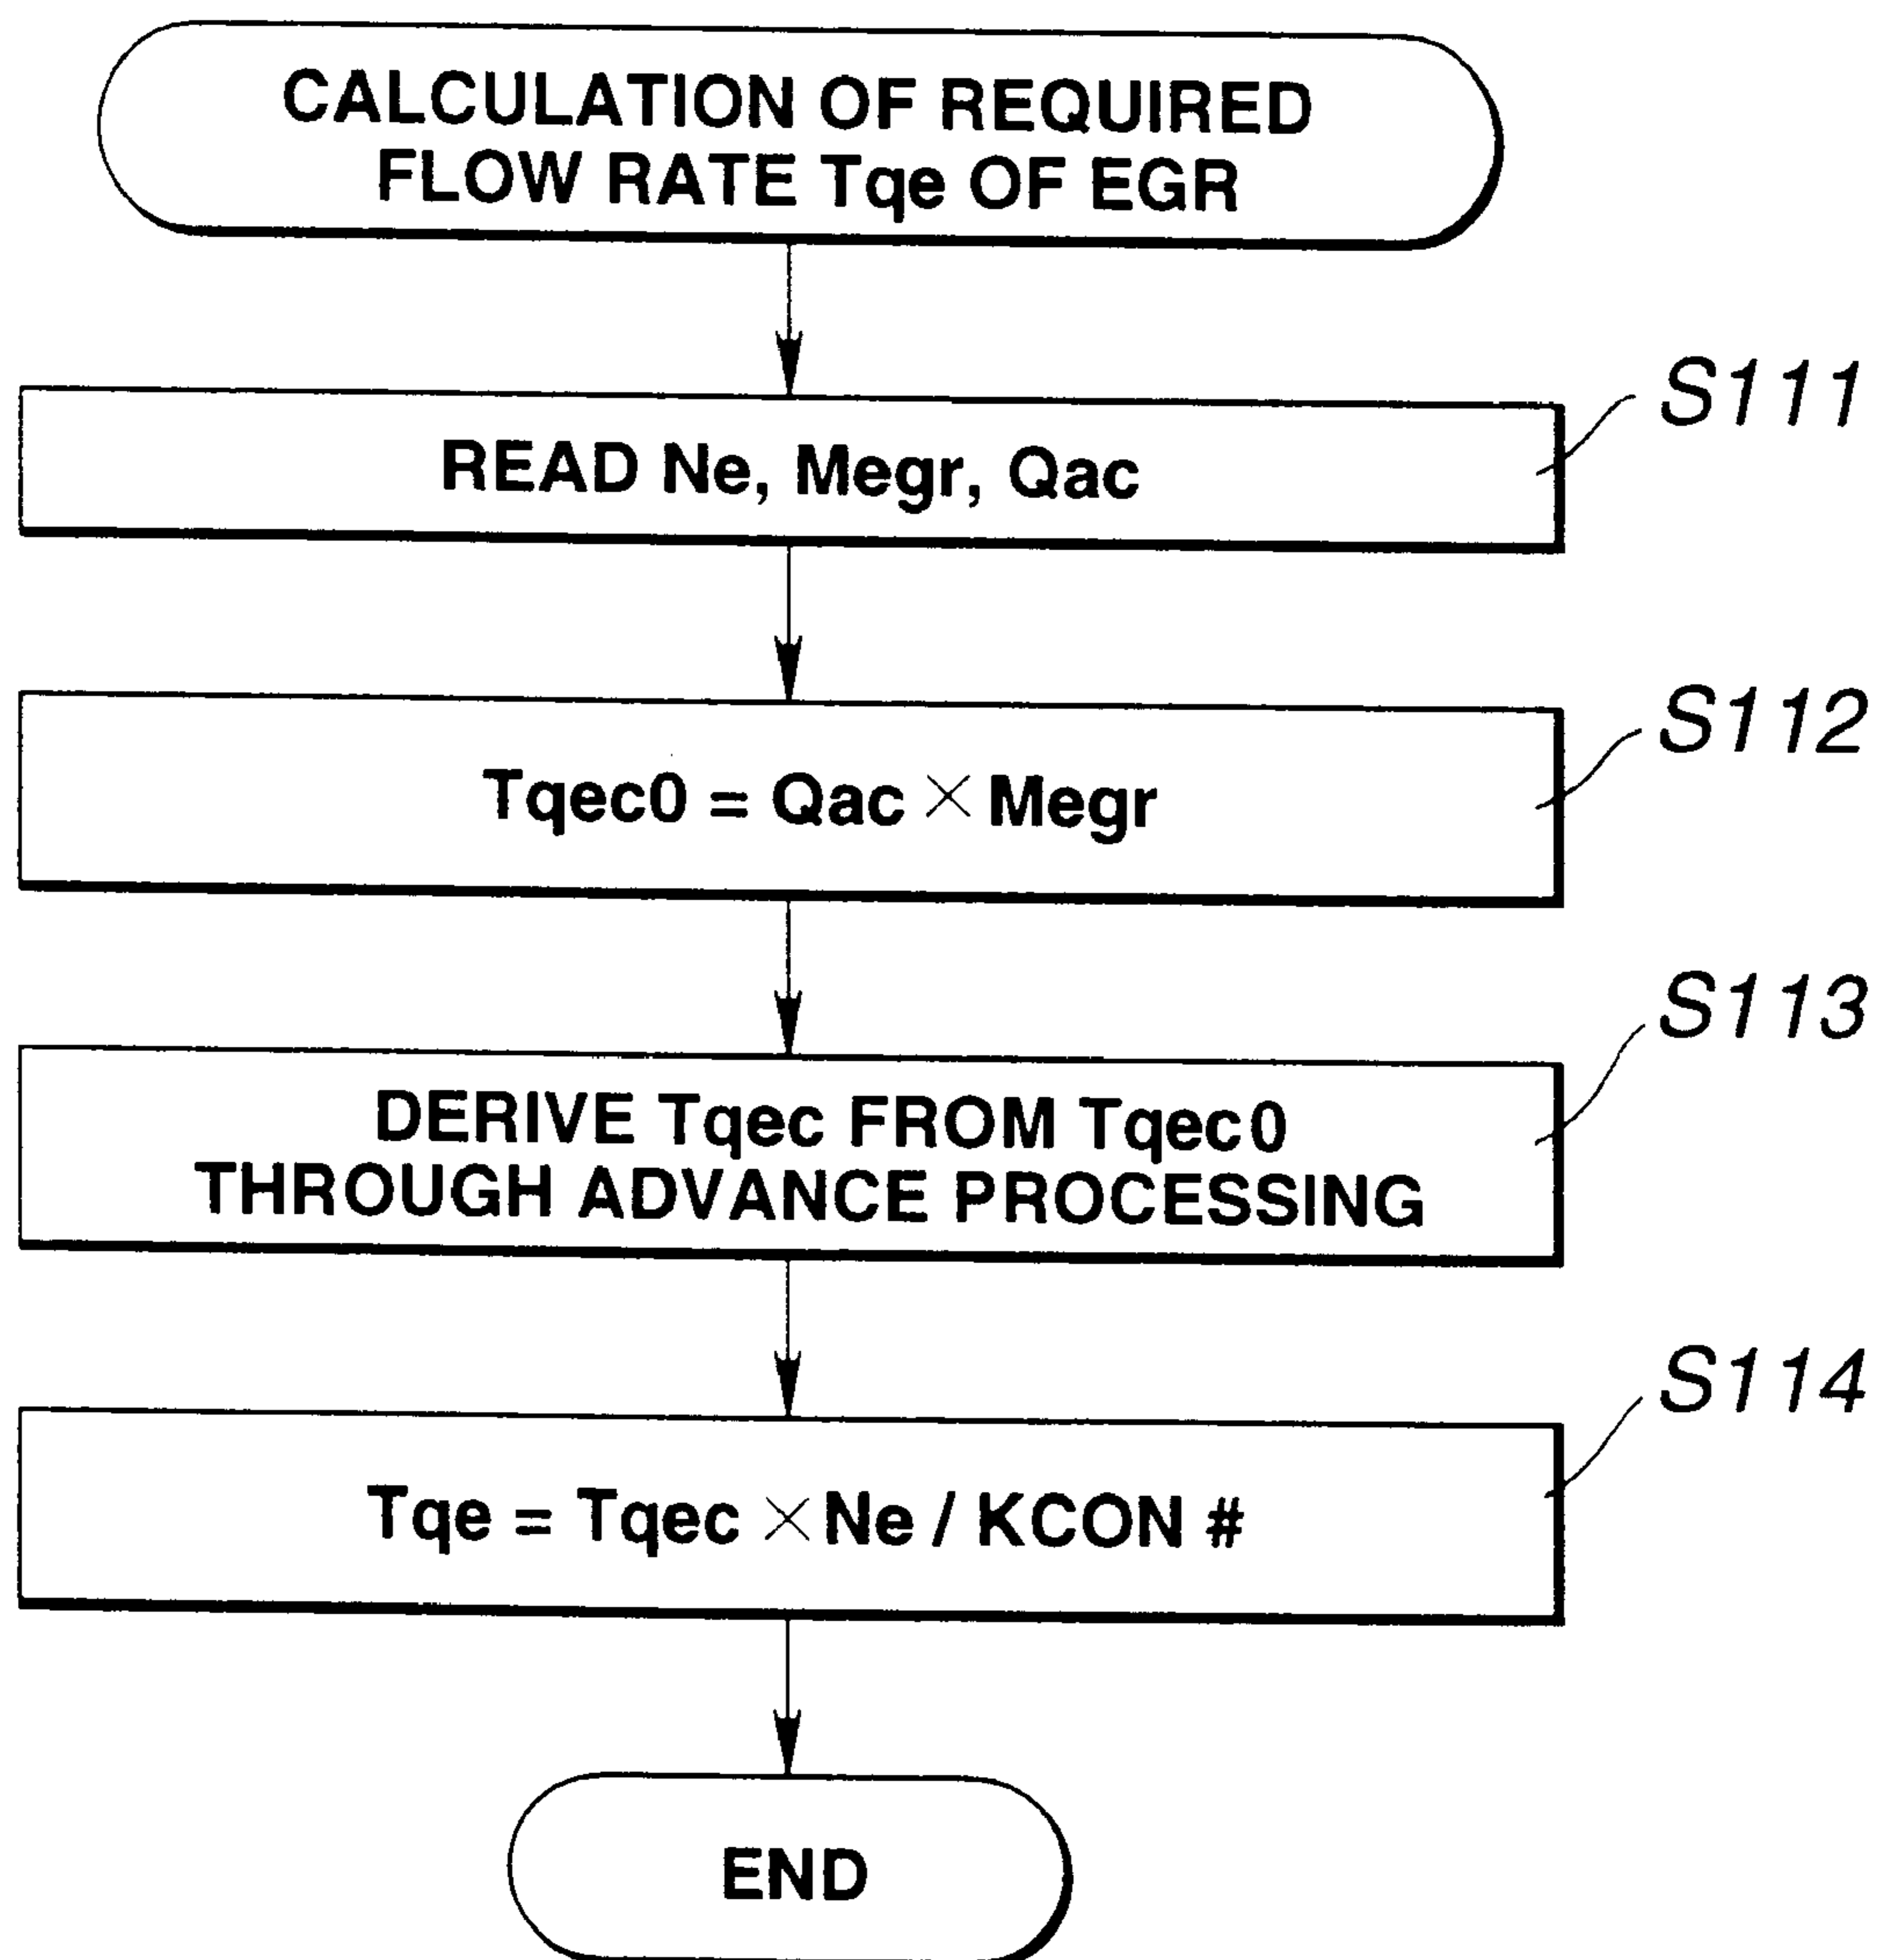 CALCULATION OF REQUIRED
FLOW RATE Tqe OF EGR
S111
READ Ne, Megr, Qac
S112
Tqec0 = Qac × Megr
S113
DERIVE Tqec FROM Tqec0
THROUGH ADVANCE PROCESSING
S114
Tqe = Tqec × Ne / KCON #
END